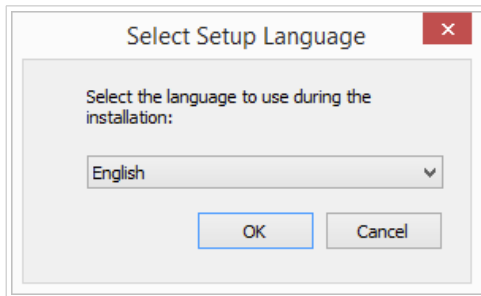 Select Setup Language
Select the language to use during the
installation:
English
OK
Cancel